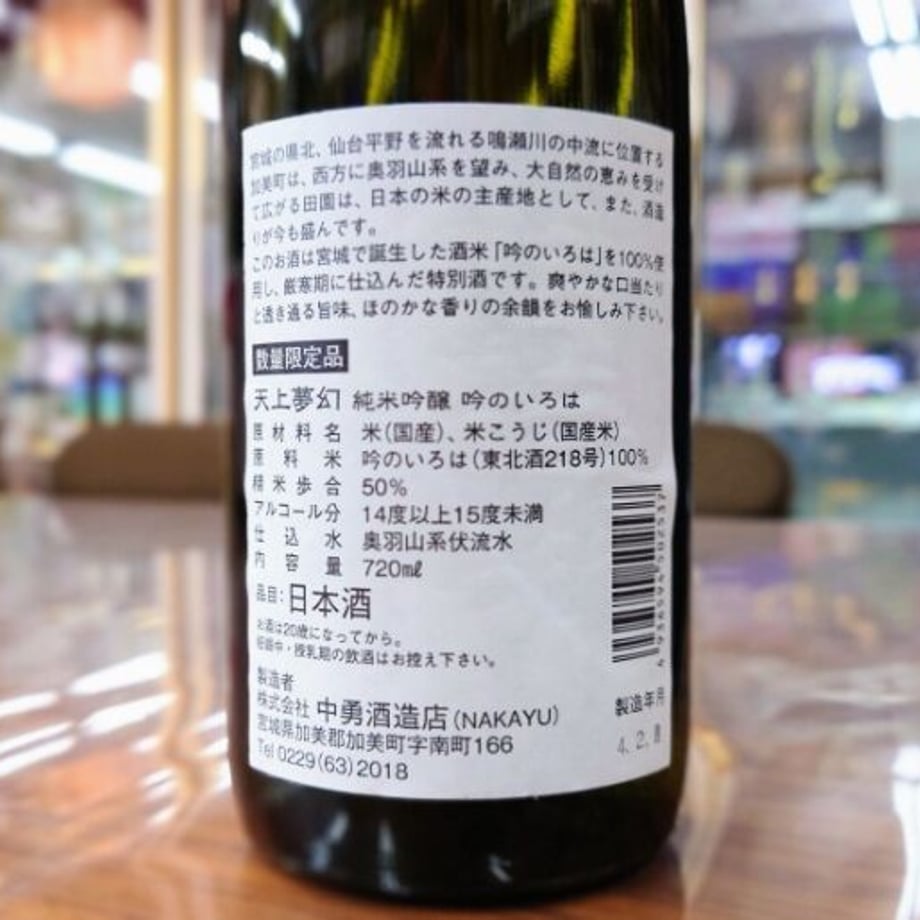 宮城の県北、仙台平野を流れる鳴瀬川の中流に位置する
加美町は、西方に奥羽山系を望み、大自然の恵みを受け
て広がる田園は、日本の米の主産地として、また、酒造
りが今も盛んです。
このお酒は宮城で誕生した酒米「吟のいろは」を100%使
用し、厳寒期に仕込んだ特別酒です。爽やかな口当たり
と透き通る旨味、ほのかな香りの余韻をお愉しみ下さい。
数量限定品
天上夢幻 純米吟醸 吟のいろは
原材料名 米(国産)、米こうじ(国産米)
原料米 吟のいろは(東北酒218号)100%
精米歩合 50%
アルコール分 14度以上15度未満
仕込水 奥羽山系伏流水
内容量 720㎖
品目:日本酒
お酒は20歳になってから。
妊娠中・授乳期の飲酒はお控え下さい。
製造者
株式会社 中勇酒造店(NAKAYU)
宮城県加美郡加美町字南町166
Tel 0229(63)2018
製造年月
4.2.